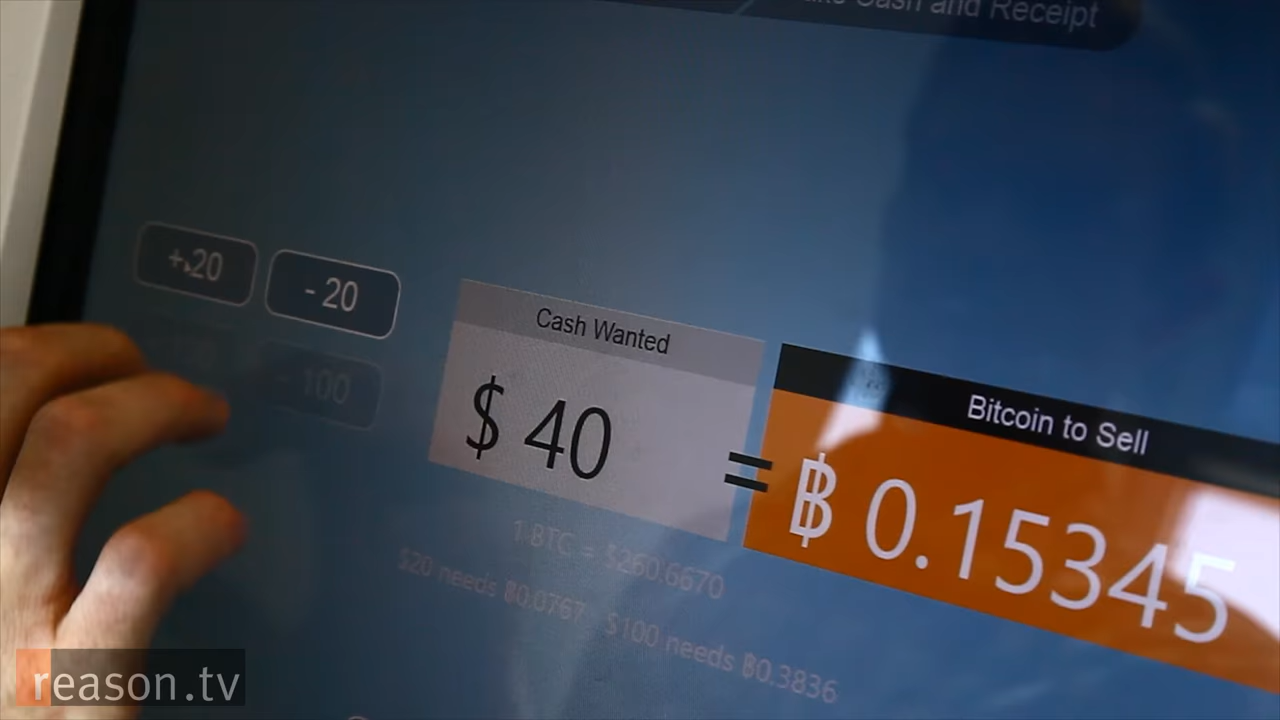 Cash and Receipt
+20
- 20
- 100
Cash Wanted
$ 40
=
Bitcoin to Sell
฿ 0.15345
1 BTC = $260.6670
$20 needs ฿0.0767 $100 needs ฿0.3836
reason.tv